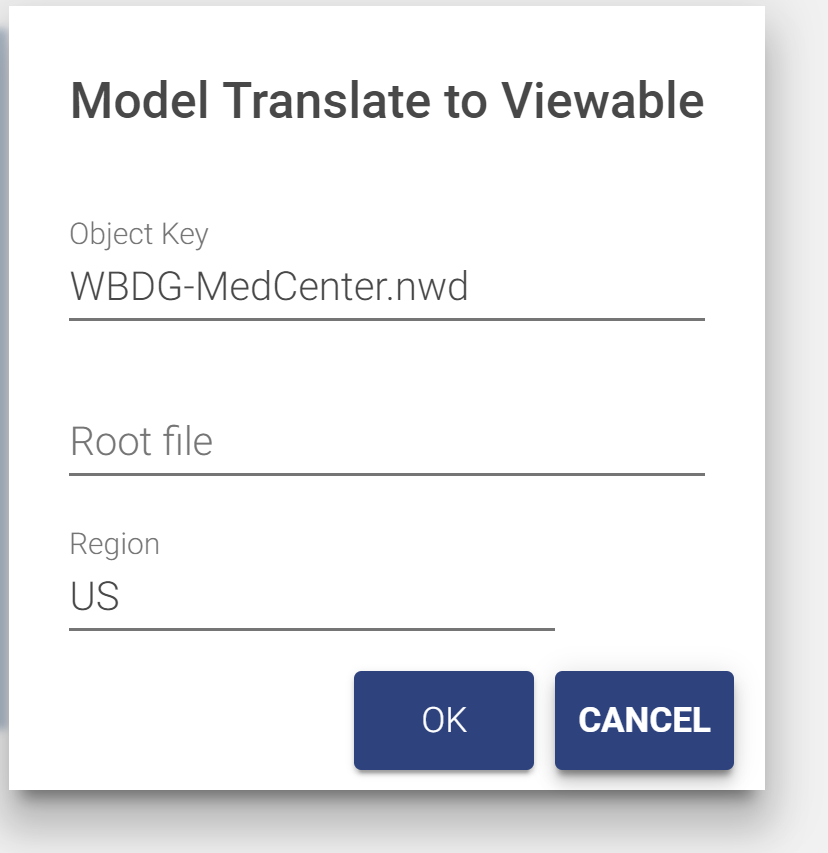 Model Translate to Viewable
Object Key
WBDG-MedCenter.nwd
Root file
Region
US
OK
CANCEL